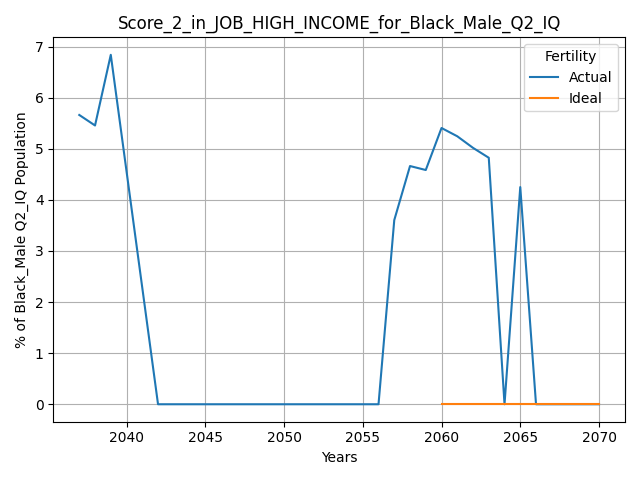 Score_2_in_JOB_HIGH_INCOME_for_Black_Male_Q2_IQ
% of Black_Male Q2_IQ Population
7
6
5
4
3
2
1
0
Fertility
Actual
Ideal
2040 2045 2050 2055 2060 2065 2070
Years